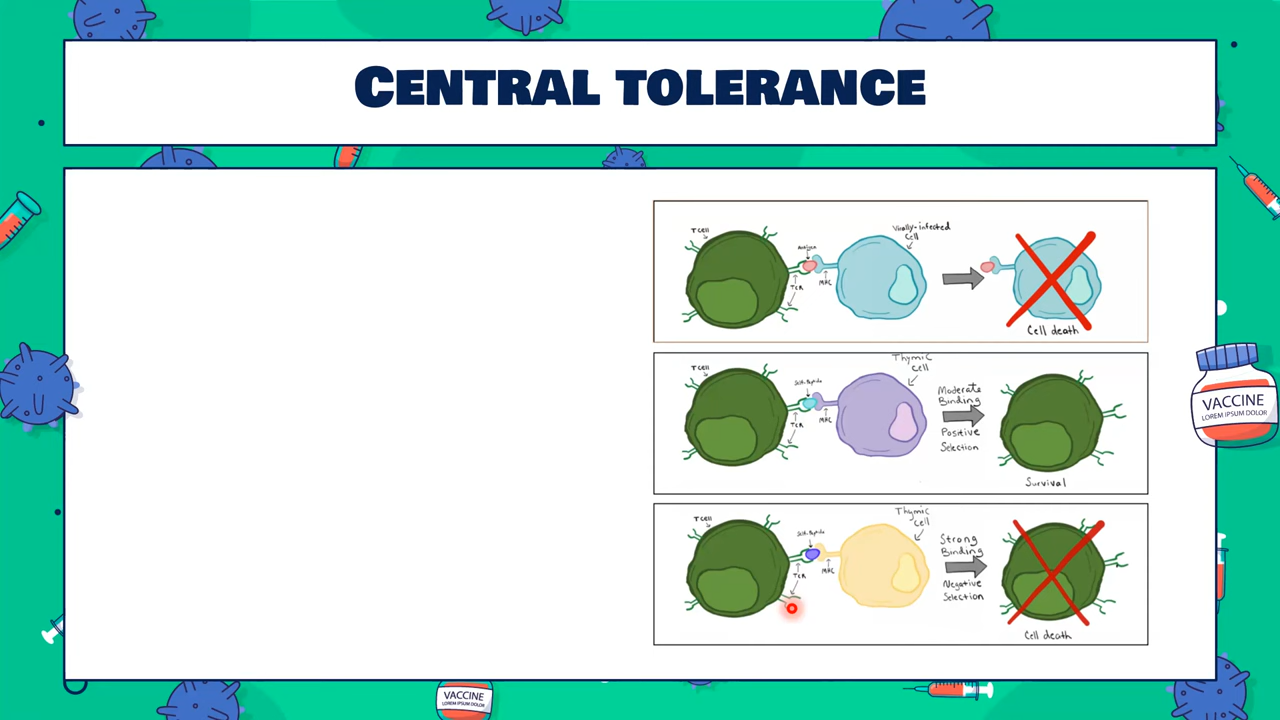 CENTRAL TOLERANCE
T Cell
Antigen
TCR
MHC
Virally-infected
Cell
Cell death
T Cell
Self-Peptide
TCR
MHC
Thymic
Cell
Moderate
Binding
Positive
Selection
Survival
T Cell
Self-Peptide
TCR
MHC
Thymic
Cell
Strong
Binding
Negative
Selection
Cell death
VACCINE
LOREM IPSUM DOLOR
VACCINE
LOREM IPSUM DOLOR